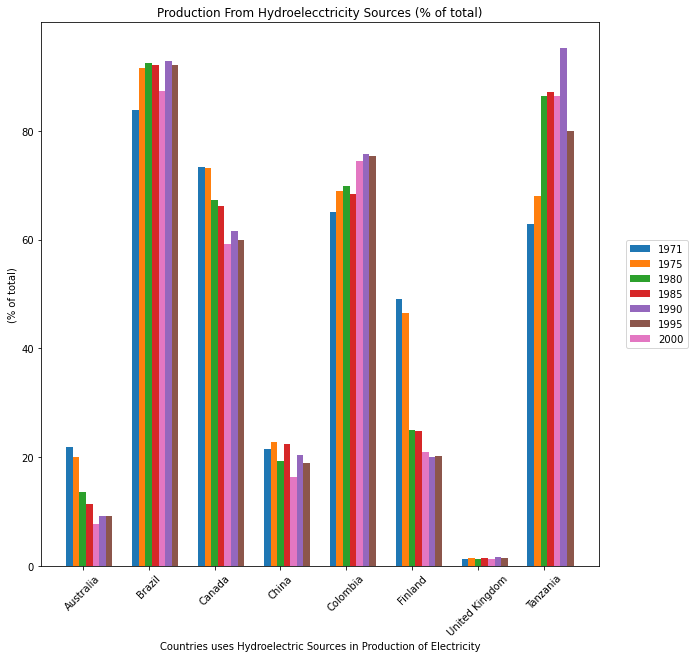 Production From Hydroelecctricity Sources (% of total)
(% of total)
80
60
40
20
0
Australia
Brazil
Canada
China
Colombia
Finland
United Kingdom
Tanzania
Countries uses Hydroelectric Sources in Production of Electricity
1971
1975
1980
1985
1990
1995
2000